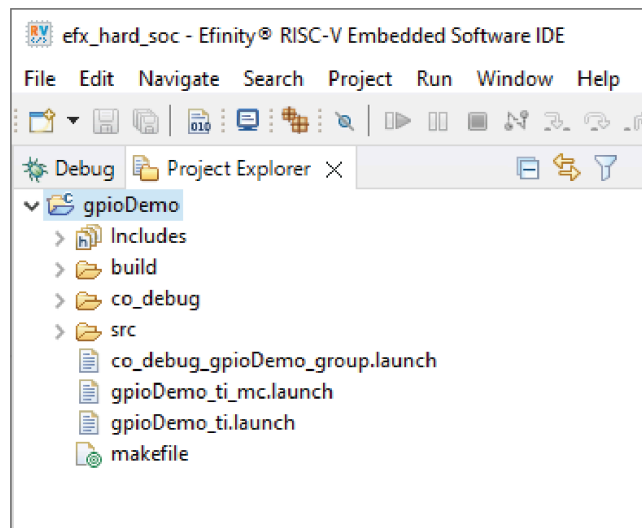 efx_hard_soc - Efinity® RISC-V Embedded Software IDE
File Edit Navigate Search Project Run Window Help
Debug Project Explorer
gpioDemo
Includes
build
co_debug
src
co_debug_gpioDemo_group.launch
gpioDemo_ti_mc.launch
gpioDemo_ti.launch
makefile